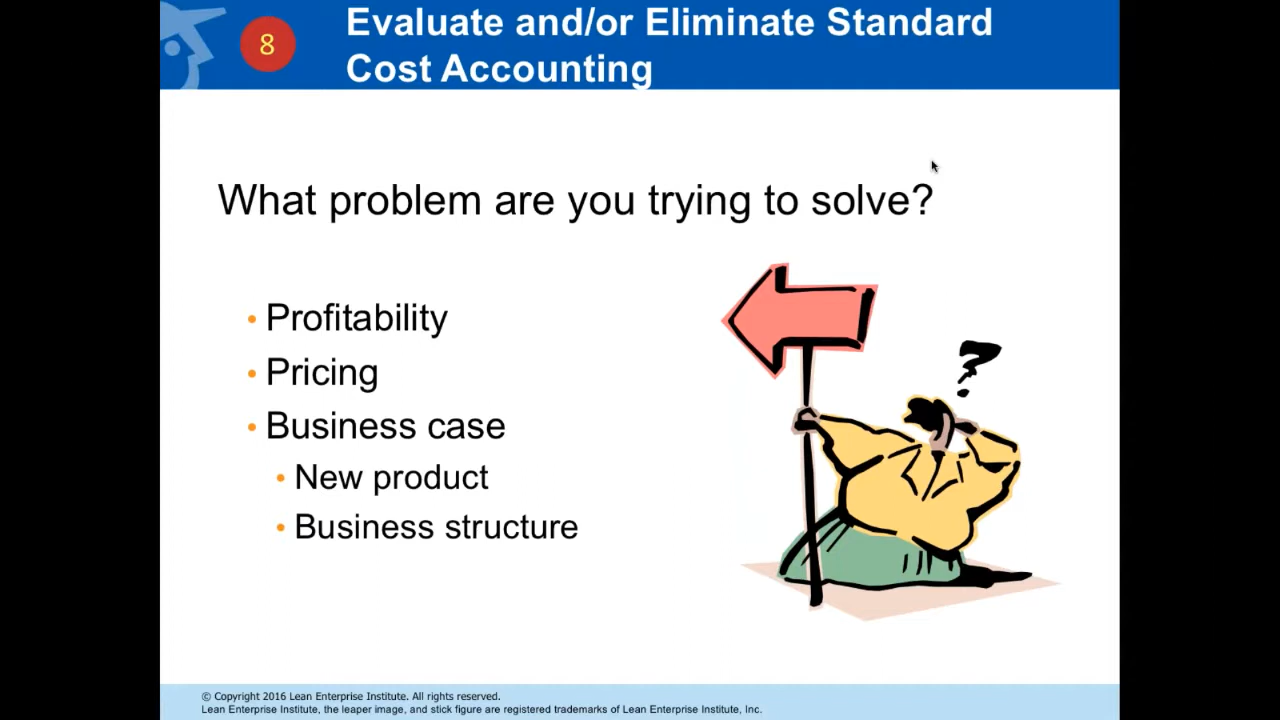 8
Evaluate and/or Eliminate Standard
Cost Accounting
What problem are you trying to solve?
• Profitability
• Pricing
• Business case
• New product
• Business structure
?
© Copyright 2016 Lean Enterprise Institute. All rights reserved.
Lean Enterprise Institute, the leaper image, and stick figure are registered trademarks of Lean Enterprise Institute, Inc.